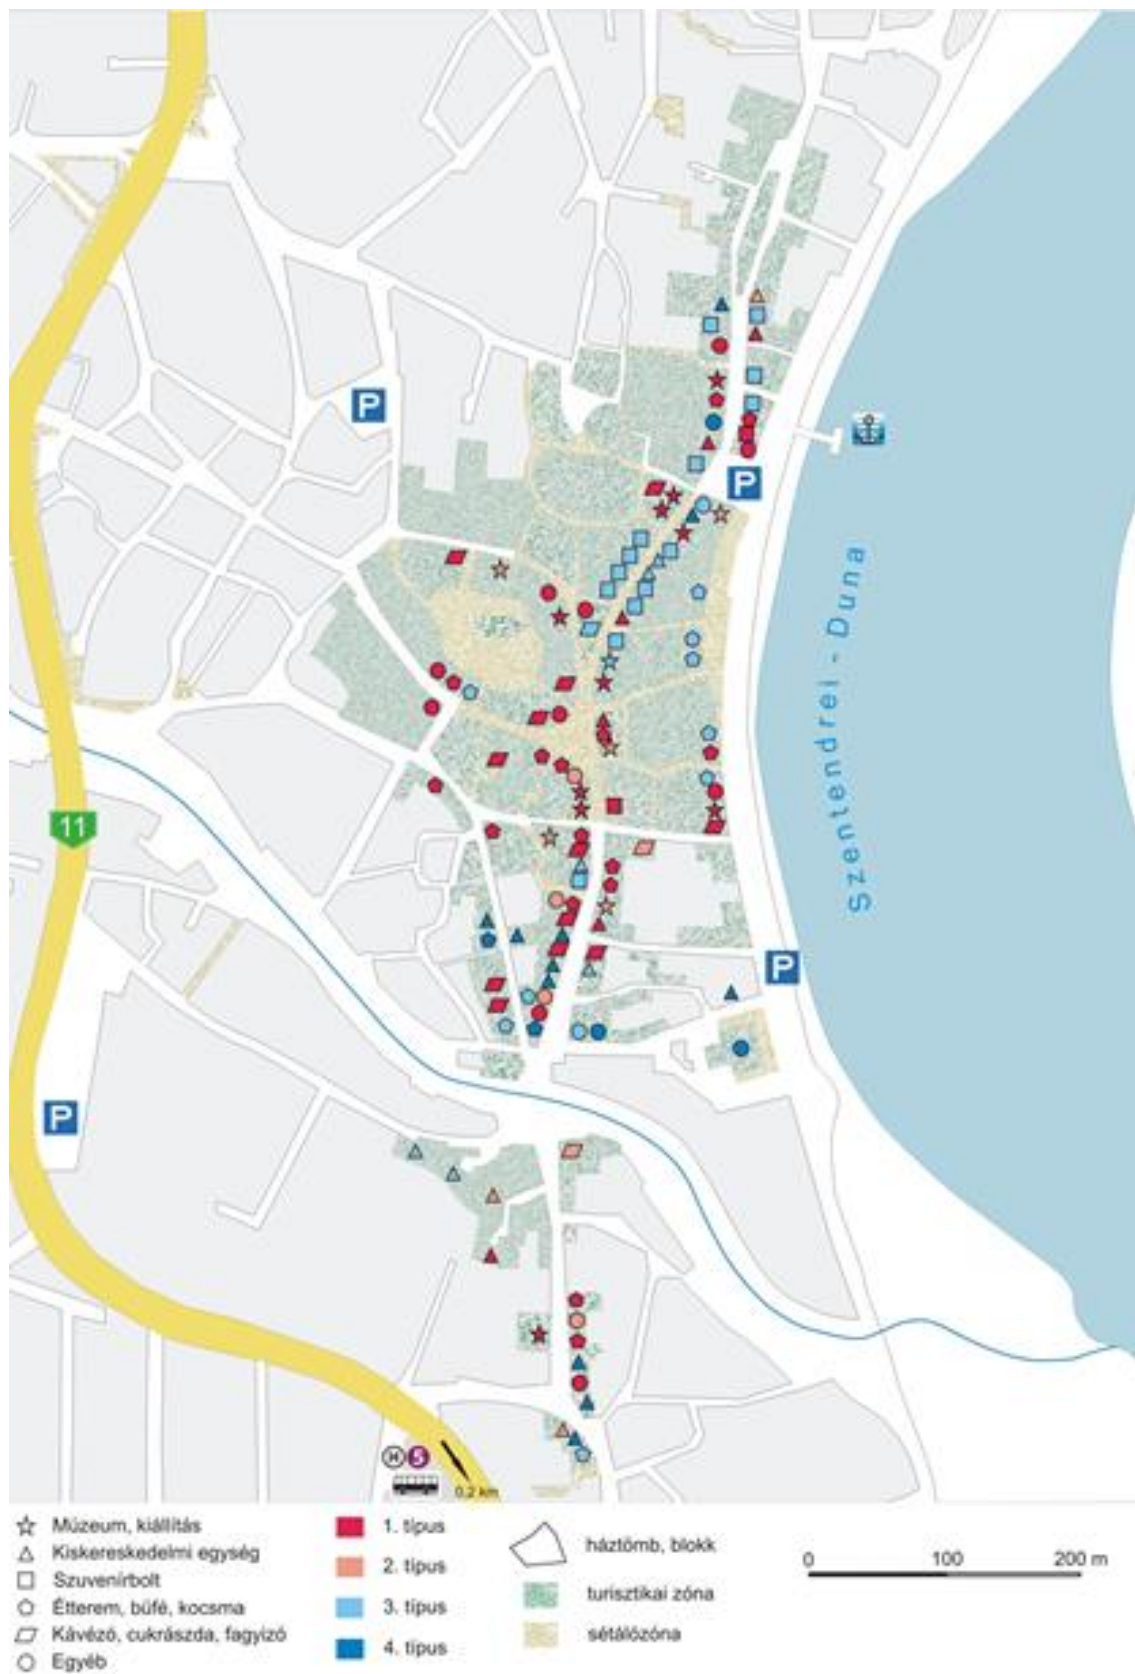 P
P
Szentendrei - Duna
11
P
P
H 5
0,2 km
Múzeum, kiállítás
Kiskereskedelmi egység
Szuvenírbolt
Étterem, büfé, kocsma
Kávézó, cukrászda, fagyizó
Egyéb
1. típus
2. típus
3. típus
4. típus
háztömb, blokk
turisztikai zóna
sétálózóna
0 100 200 m